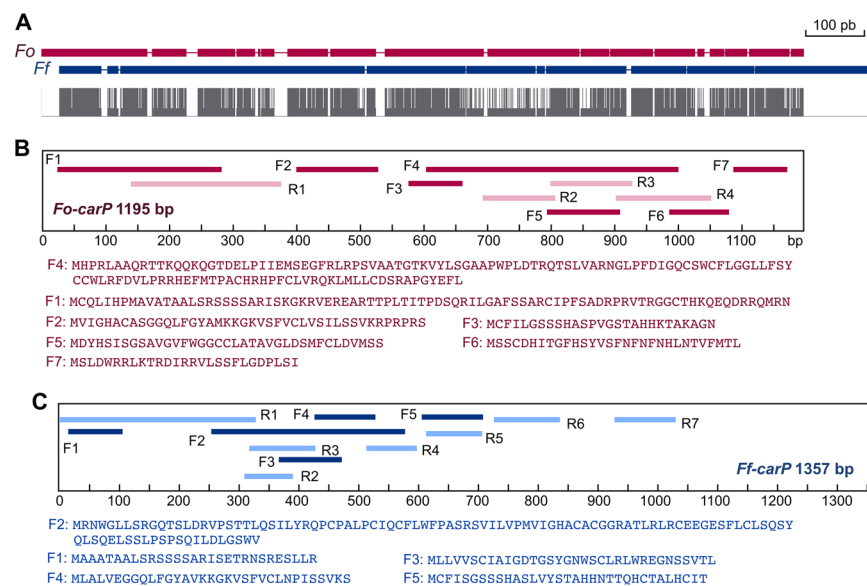 A
100 pb
Fo
Ff
B
F1
F2
F4
F7
R1
F3
R3
R2
R4
Fo-carP 1195 bp
F5
F6
0 100 200 300 400 500 600 700 800 900 1000 1100 bp
F4: MHPRLAAQRTTKQQKQGTDELPIIEMSEGFRLRPSVAATGTKVYLSGAAPWPLDTRQTSLVARNGLPFDIGQCSWCFLGGLLFSY
CCWLRFDVLPRRHEFMTPACHRHPFCLVRQKLMLLCDSRAPGYEFL
F1: MCQLIHPMAVATAALSRSSSSARISKGKRVEREARTTPLTITPDSQRILGAFSSARCIPFSADRPRVTRGGCTHKQEQDRRQMRN
F2: MVIGHACASGGQLFGYAMKKGKVSFVCLVSILSSVKRPRPRS
F3: MCFILGSSSHASPVGSTAHHKTAKAGN
F5: MDYHSISGSAVGVFWGGCCLATAVGLDSMFCLDVMSS
F6: MSSCDHITGFHSYVSFNFNFNHLNTVFMTL
F7: MSLDWRRLKTRDIRRVLSSFLGDPLSI
C
R1
F4
F5
R6
R7
F1
F2
R5
R3
R4
F3
R2
Ff-carP 1357 bp
0 100 200 300 400 500 600 700 800 900 1000 1100 1200 1300
F2: MRNWGLLSRGQTSLDRVPSTTLQSILYRQPCPALPCIQCFLWFPASRSVILVPMVIGHACACGGRATLRLRCEEGESFLCLSQSY
QLSQELSSLPSPSQILDLGSWV
F1: MAAATAALSRSSSSARISETRNSRESLLR
F3: MLLVVSCIAIGDTGSYGNWSCLRLWREGNSSVTL
F4: MLALVEGGQLFGYAVKKGKVSFVCLNPISSVKS
F5: MCFISGSSSHASLVYSTAHHNTTQHCTALHCIT